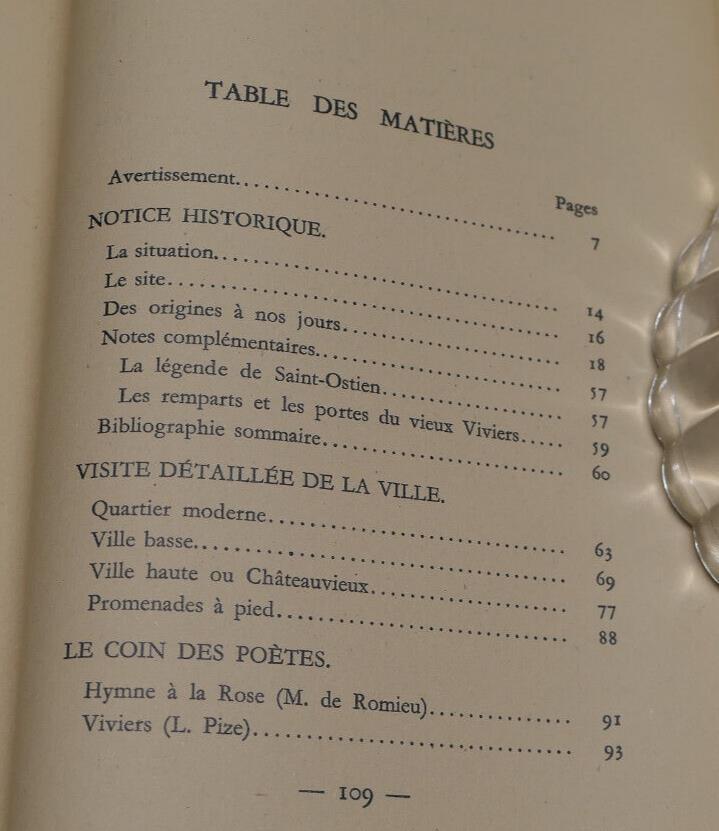 TABLE DES MATIÈRES
Pages
Avertissement.................................. 7
NOTICE HISTORIQUE.
La situation.................................... 14
Le site.......................................... 16
Des origines à nos jours...................... 18
Notes complémentaires......................... 57
La légende de Saint-Ostien................... 57
Les remparts et les portes du vieux Viviers..... 59
Bibliographie sommaire........................ 60
VISITE DÉTAILLÉE DE LA VILLE.
Quartier moderne.............................. 63
Ville basse...................................... 69
Ville haute ou Châteauvieux................... 77
Promenades à pied............................. 88
LE COIN DES POÈTES.
Hymne à la Rose (M. de Romieu).............. 91
Viviers (L. Pize)................................ 93
— 109 —